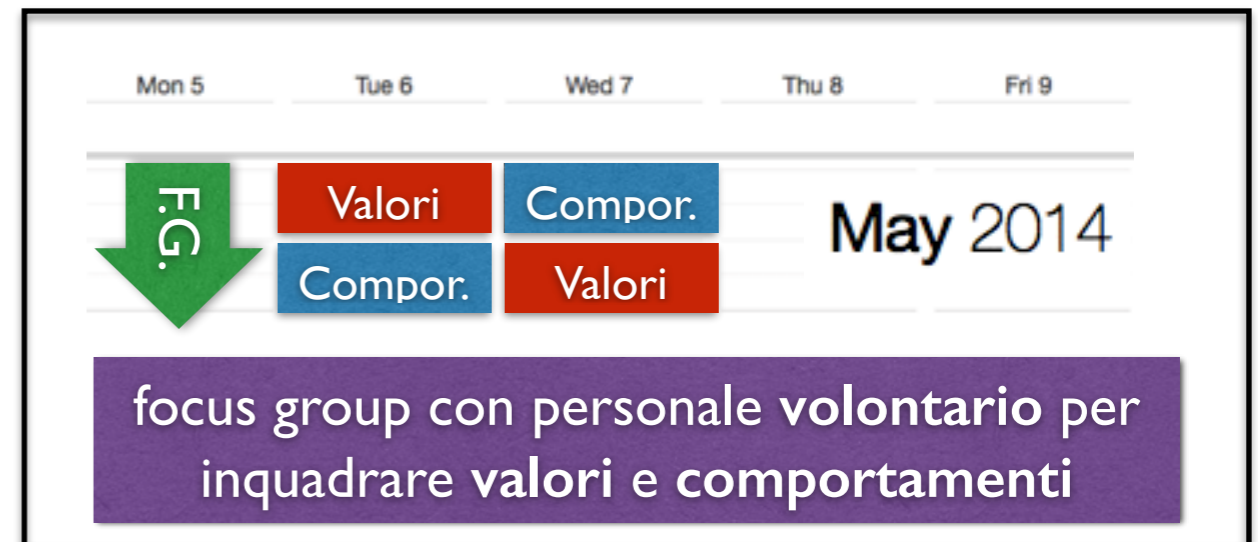 Mon 5 Tue 6 Wed 7 Thu 8 Fri 9
F.G.
Valori Compor.
May 2014
Compor. Valori
focus group con personale volontario per
inquadrare valori e comportamenti